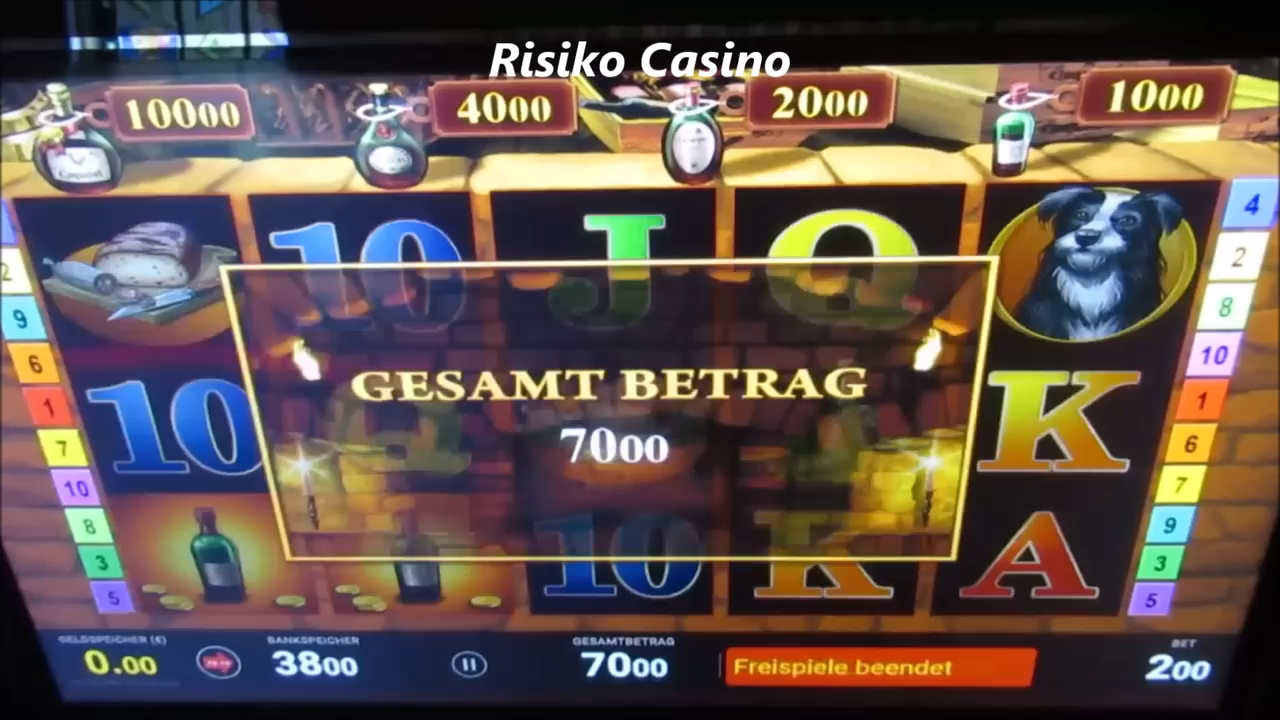 Risiko Casino
10000
4000
2000
1000
10
J
Q
4
2
8
10
1
6
7
9
3
5
2
9
6
1
7
10
8
3
5
GESAMT BETRAG
7000
10
K
10
K
A
GELDSPEICHER (€)
0.00
BANKSPEICHER
3800
GESAMTBETRAG
7000
Freispiele beendet
BET
200